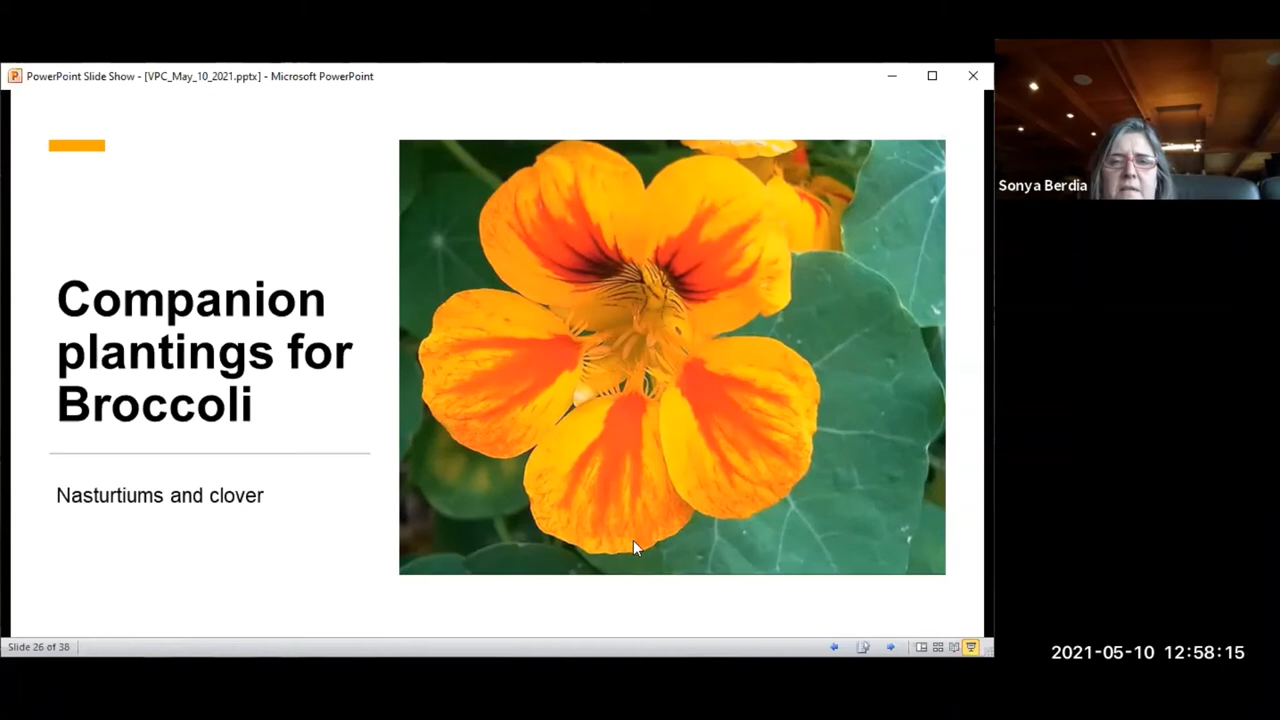 PowerPoint Slide Show - [VPC_May_10_2021.pptx] - Microsoft PowerPoint
Companion
plantings for
Broccoli
Nasturtiums and clover
Sonya Berdia
Slide 26 of 38
2021-05-10 12:58:15